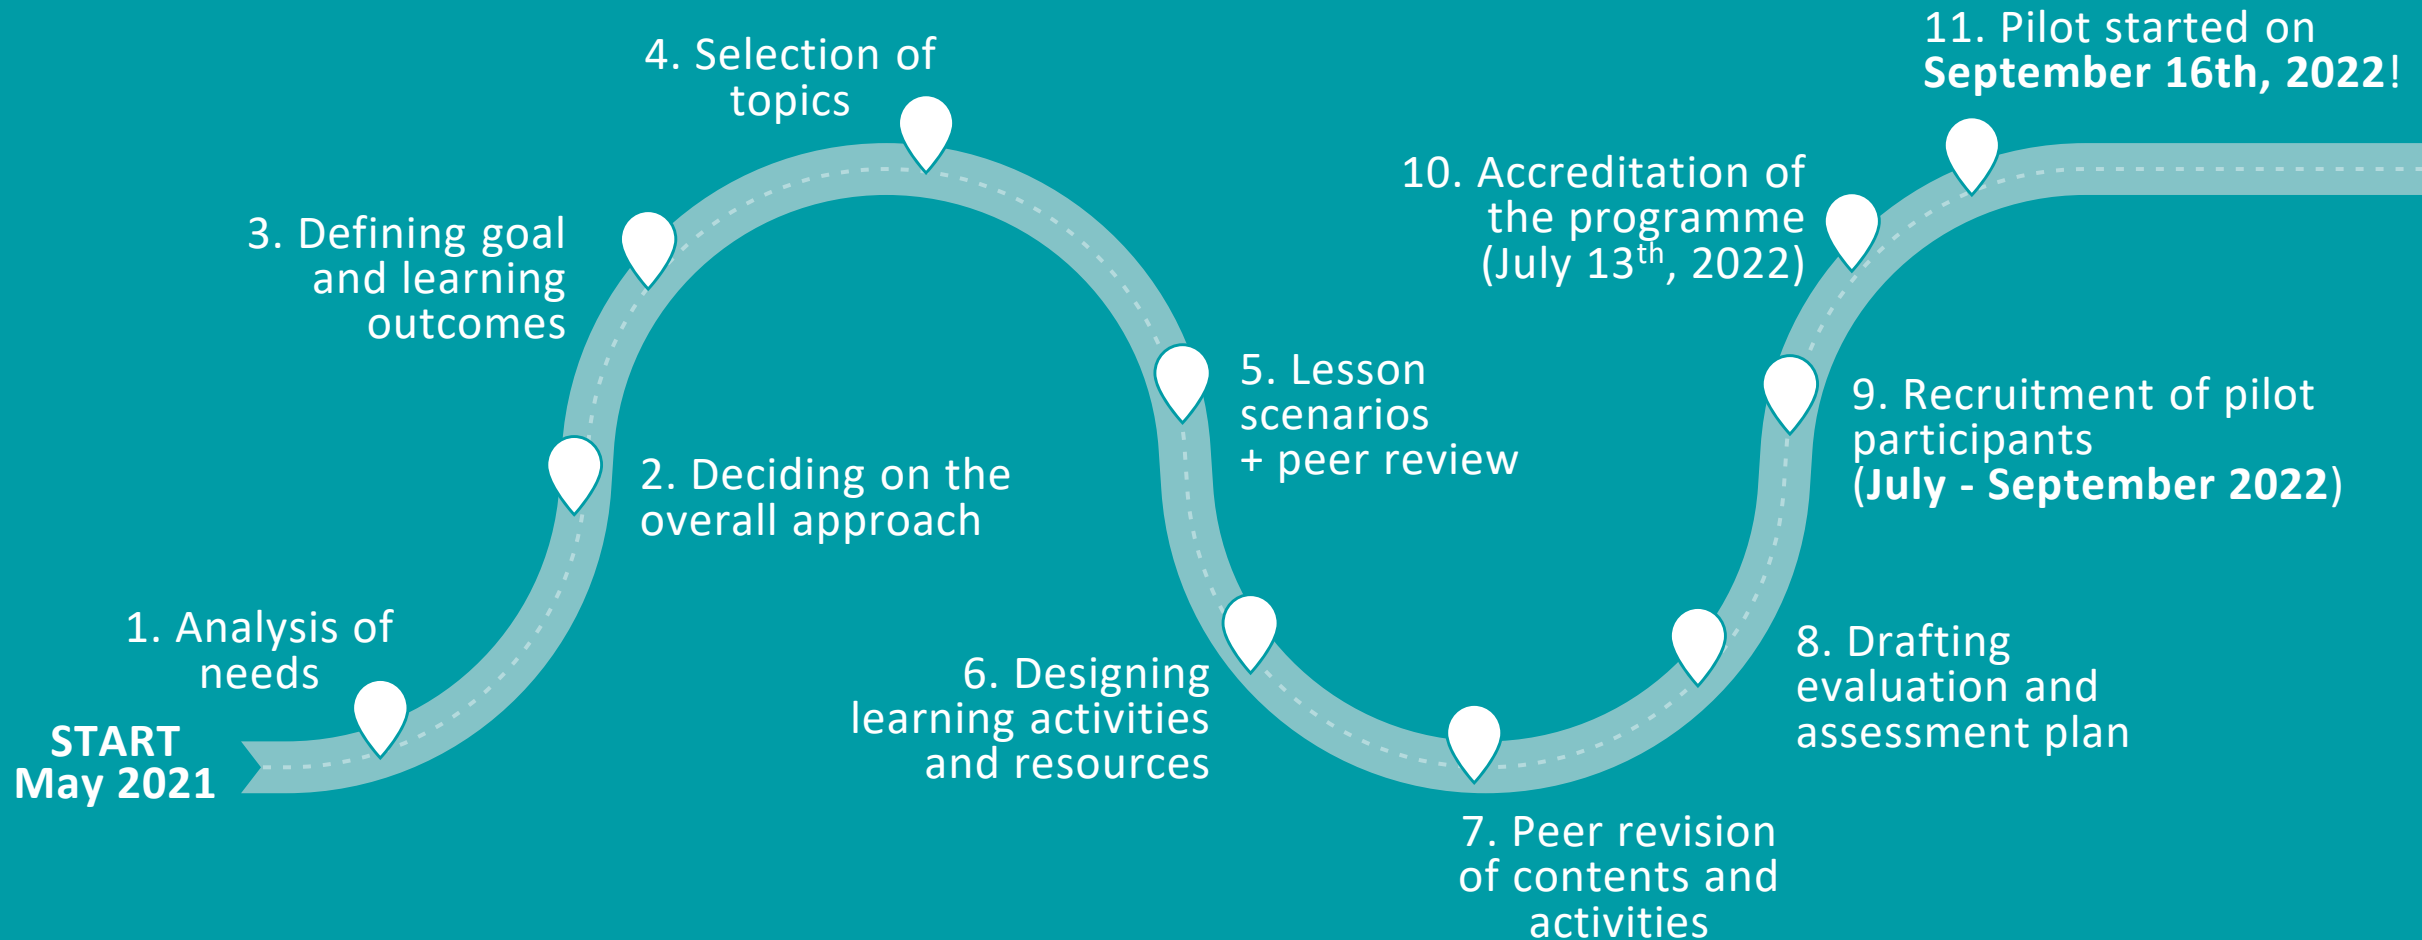 START
May 2021
1. Analysis of
needs
2. Deciding on the
overall approach
3. Defining goal
and learning
outcomes
4. Selection of
topics
5. Lesson
scenarios
+ peer review
6. Designing
learning activities
and resources
7. Peer revision
of contents and
activities
8. Drafting
evaluation and
assessment plan
9. Recruitment of pilot
participants
(July - September 2022)
10. Accreditation of
the programme
(July 13th, 2022)
11. Pilot started on
September 16th, 2022!